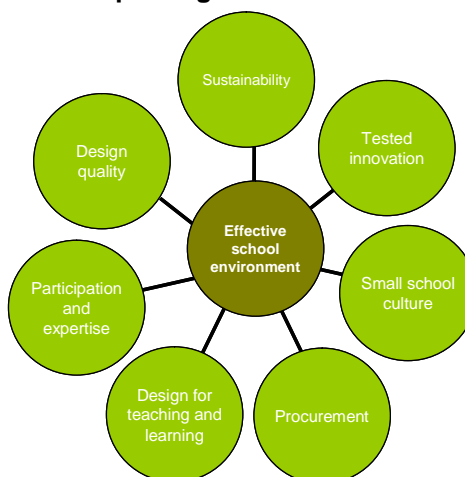 Sustainability
Tested
innovation
Small school
culture
Procurement
Design for
teaching and
learning
Participation
and
expertise
Design
quality
Effective
school
environment